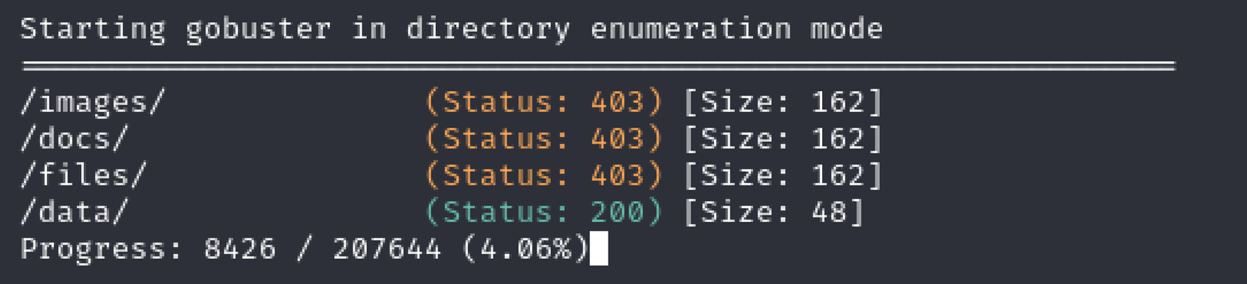 Starting gobuster in directory enumeration mode
===============================================================
/images/              (Status: 403) [Size: 162]
/docs/                (Status: 403) [Size: 162]
/files/               (Status: 403) [Size: 162]
/data/                (Status: 200) [Size: 48]
Progress: 8426 / 207644 (4.06%)